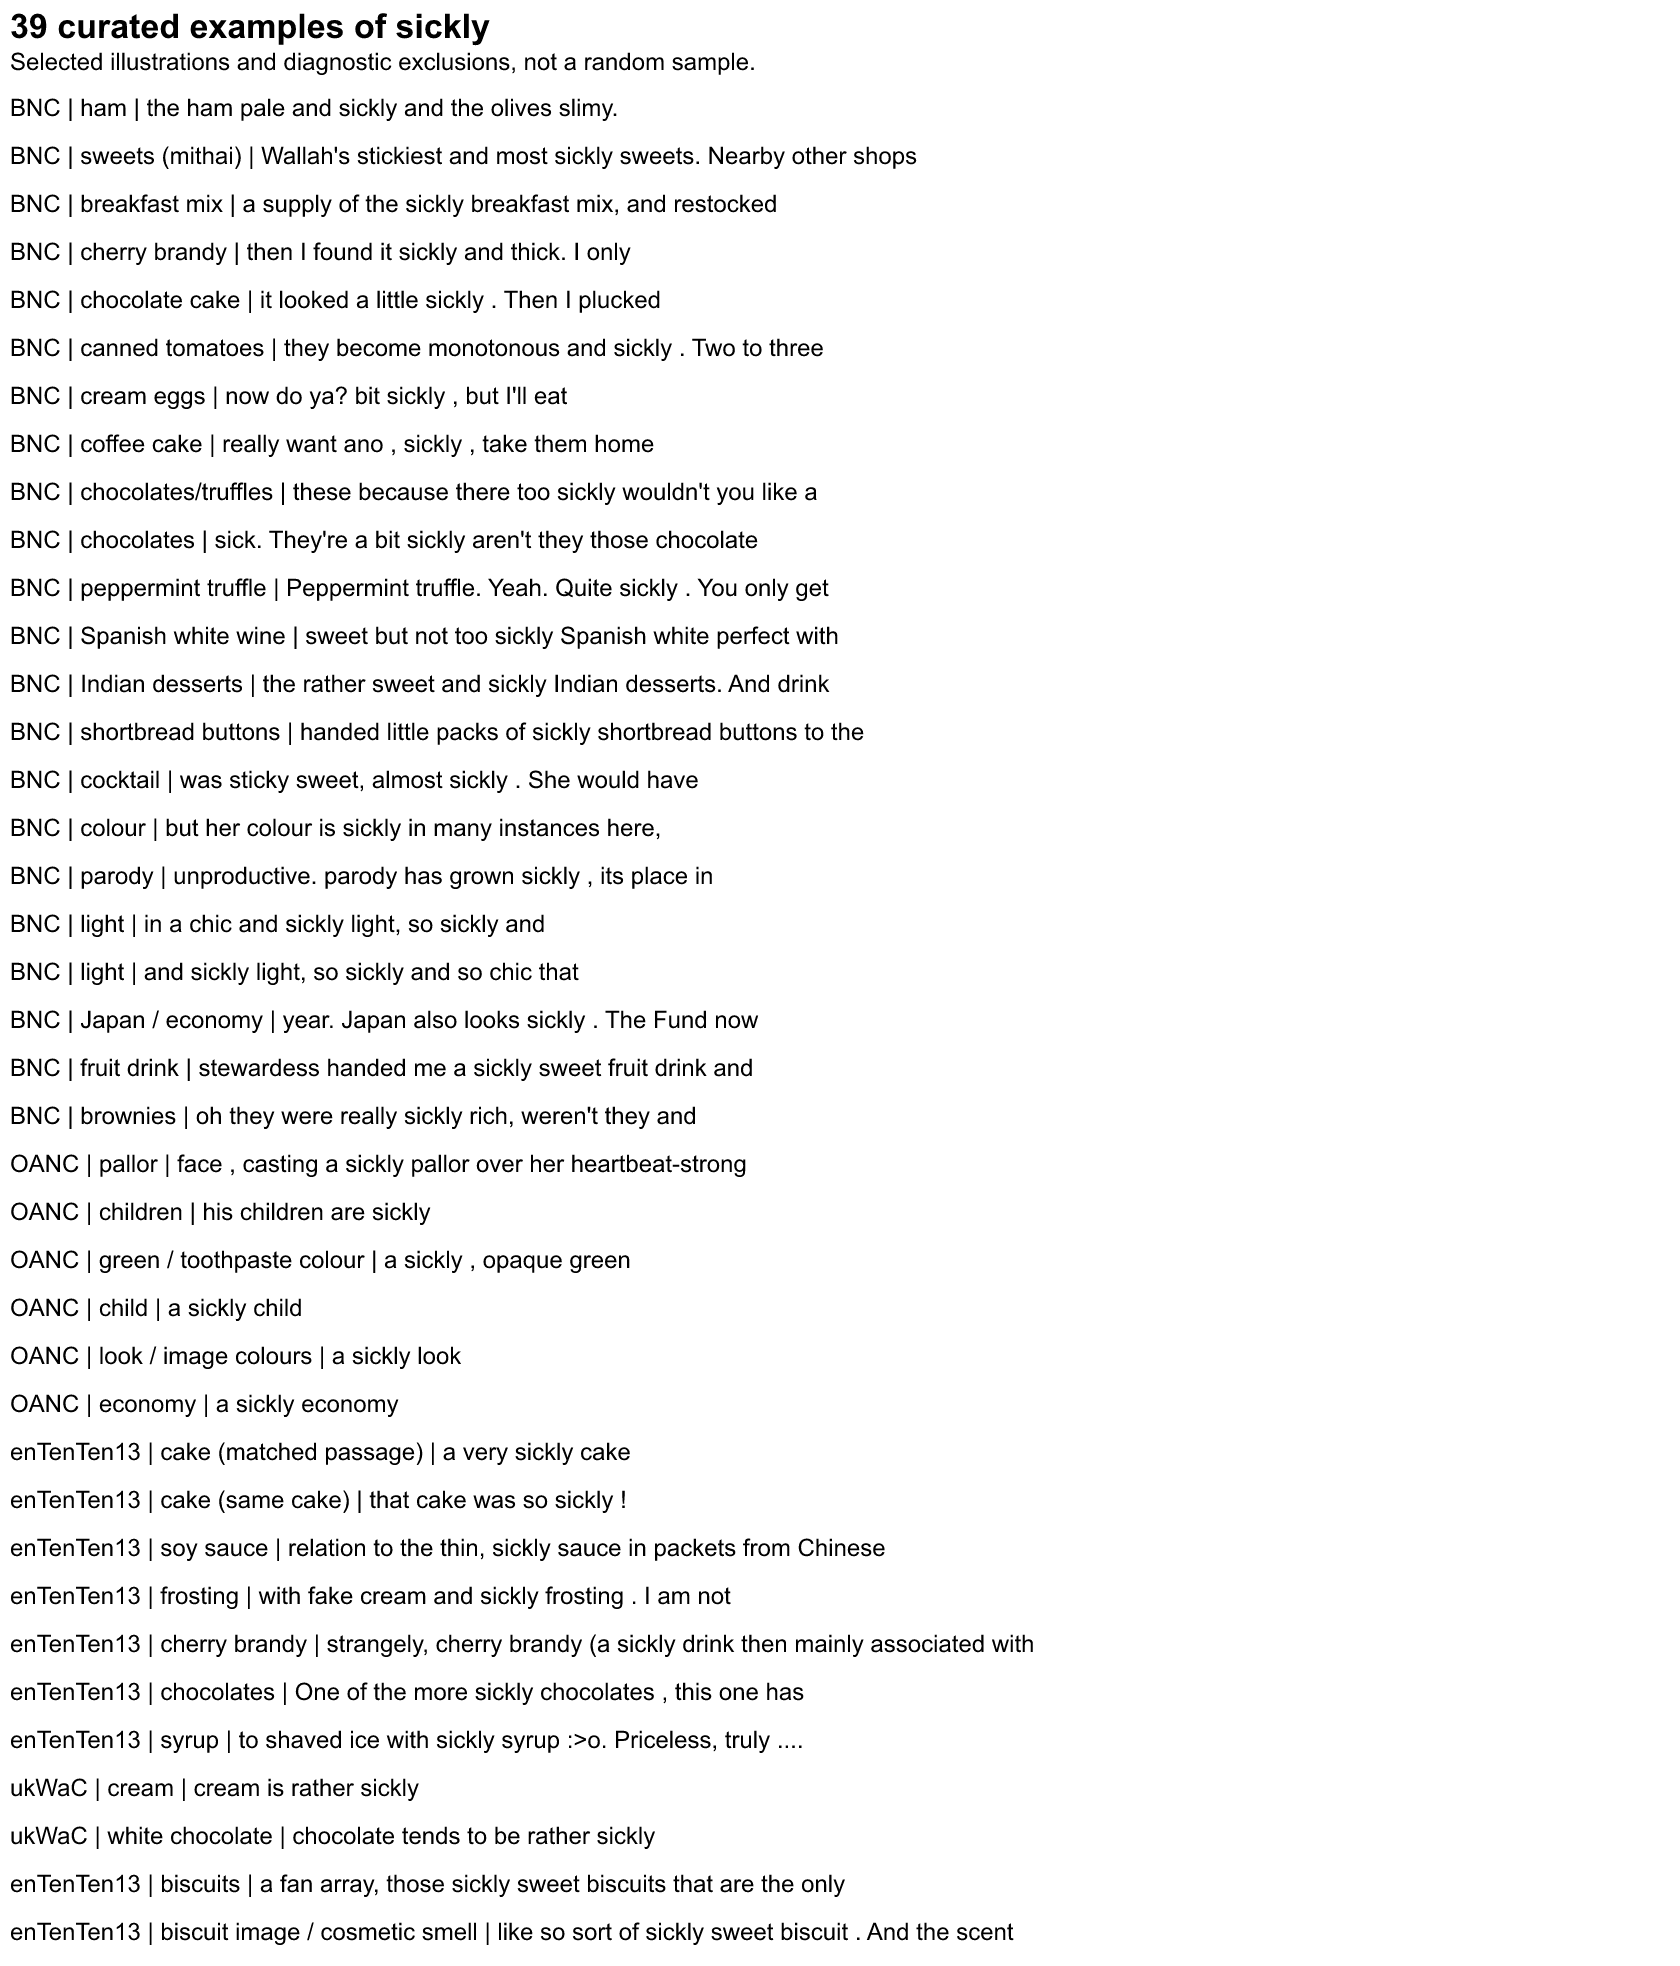 39 curated examples of sickly
Selected illustrations and diagnostic exclusions, not a random sample.
BNC | ham | the ham pale and sickly and the olives slimy.
BNC | sweets (mithai) | Wallah's stickiest and most sickly sweets. Nearby other shops
BNC | breakfast mix | a supply of the sickly breakfast mix, and restocked
BNC | cherry brandy | then I found it sickly and thick. I only
BNC | chocolate cake | it looked a little sickly . Then I plucked
BNC | canned tomatoes | they become monotonous and sickly . Two to three
BNC | cream eggs | now do ya? bit sickly , but I'll eat
BNC | coffee cake | really want ano , sickly , take them home
BNC | chocolates/truffles | these because there too sickly wouldn't you like a
BNC | chocolates | sick. They're a bit sickly aren't they those chocolate
BNC | peppermint truffle | Peppermint truffle. Yeah. Quite sickly . You only get
BNC | Spanish white wine | sweet but not too sickly Spanish white perfect with
BNC | Indian desserts | the rather sweet and sickly Indian desserts. And drink
BNC | shortbread buttons | handed little packs of sickly shortbread buttons to the
BNC | cocktail | was sticky sweet, almost sickly . She would have
BNC | colour | but her colour is sickly in many instances here,
BNC | parody | unproductive. parody has grown sickly , its place in
BNC | light | in a chic and sickly light, so sickly and
BNC | light | and sickly light, so sickly and so chic that
BNC | Japan / economy | year. Japan also looks sickly . The Fund now
BNC | fruit drink | stewardess handed me a sickly sweet fruit drink and
BNC | brownies | oh they were really sickly rich, weren't they and
OANC | pallor | face , casting a sickly pallor over her heartbeat-strong
OANC | children | his children are sickly
OANC | green / toothpaste colour | a sickly , opaque green
OANC | child | a sickly child
OANC | look / image colours | a sickly look
OANC | economy | a sickly economy
enTenTen13 | cake (matched passage) | a very sickly cake
enTenTen13 | cake (same cake) | that cake was so sickly !
enTenTen13 | soy sauce | relation to the thin, sickly sauce in packets from Chinese
enTenTen13 | frosting | with fake cream and sickly frosting . I am not
enTenTen13 | cherry brandy | strangely, cherry brandy (a sickly drink then mainly associated with
enTenTen13 | chocolates | One of the more sickly chocolates , this one has
enTenTen13 | syrup | to shaved ice with sickly syrup :>o. Priceless, truly ....
ukWaC | cream | cream is rather sickly
ukWaC | white chocolate | chocolate tends to be rather sickly
enTenTen13 | biscuits | a fan array, those sickly sweet biscuits that are the only
enTenTen13 | biscuit image / cosmetic smell | like so sort of sickly sweet biscuit . And the scent